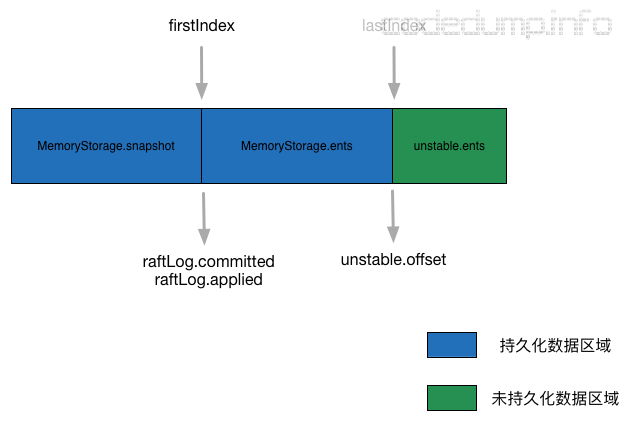 firstIndex
lastIndex
MemoryStorage.snapshot
MemoryStorage.ents
unstable.ents
raftLog.committed
raftLog.applied
unstable.offset
持久化数据区域
未持久化数据区域